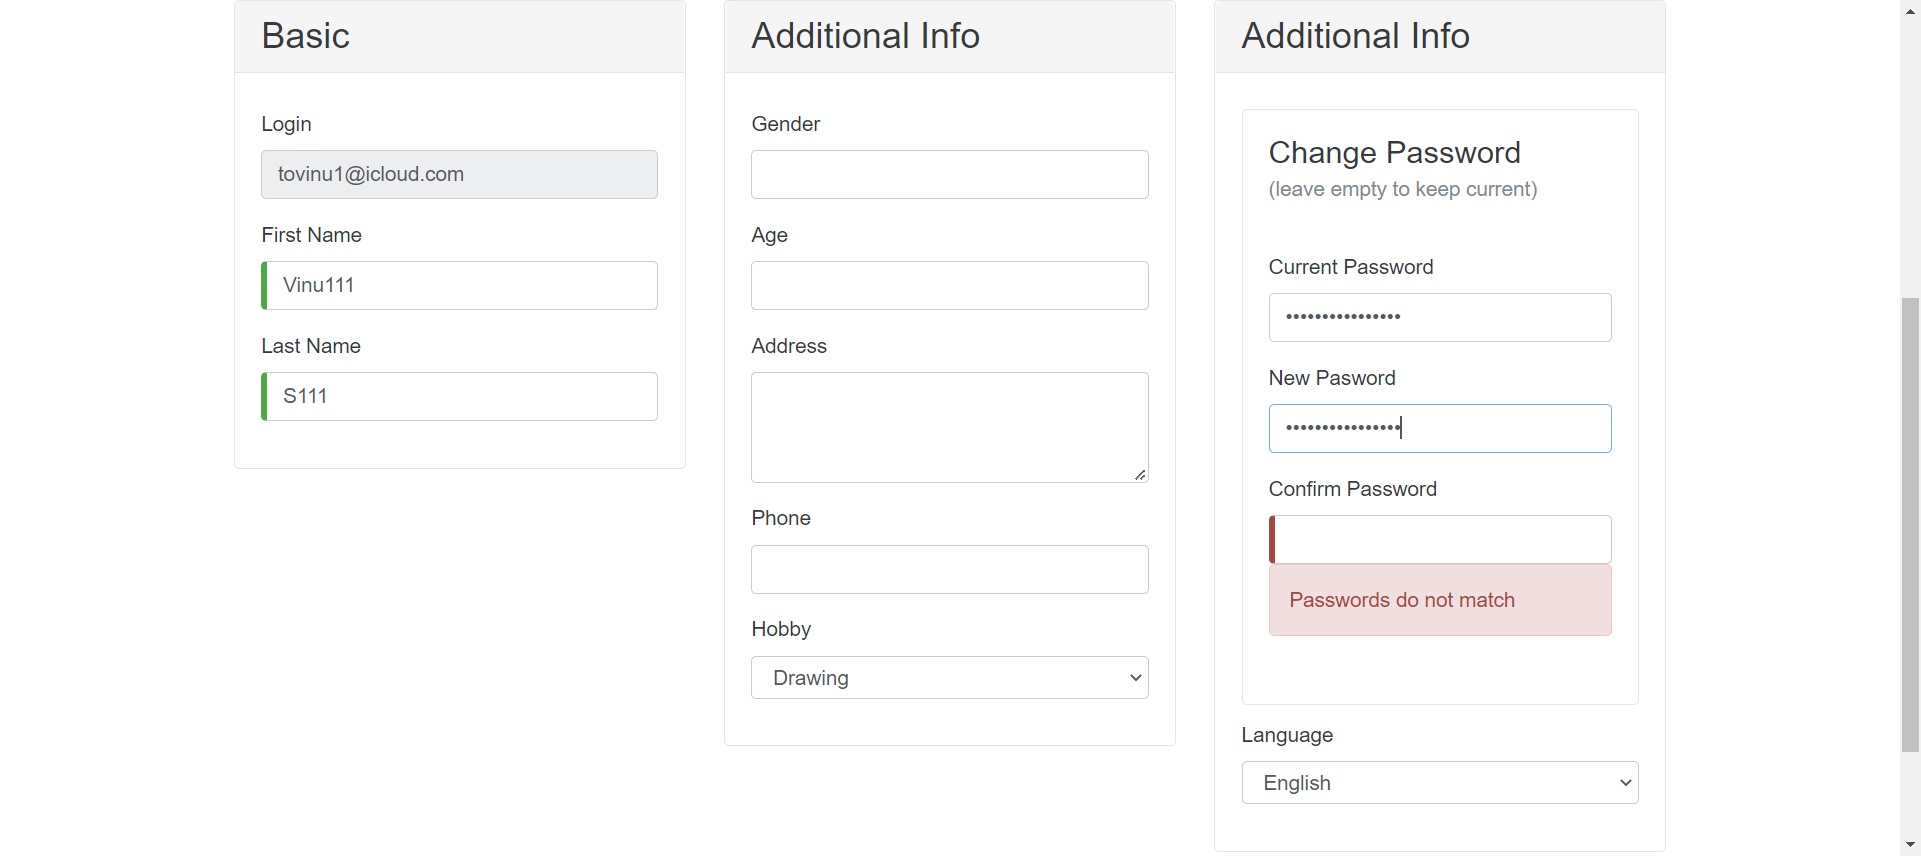 Basic
Login
tovinu1@icloud.com
First Name
Vinu111
Last Name
S111
Additional Info
Gender
Age
Address
Phone
Hobby
Drawing
Additional Info
Change Password
(leave empty to keep current)
Current Password
••••••••••••••••
New Pasword
••••••••••••••••
Confirm Password
Passwords do not match
Language
English